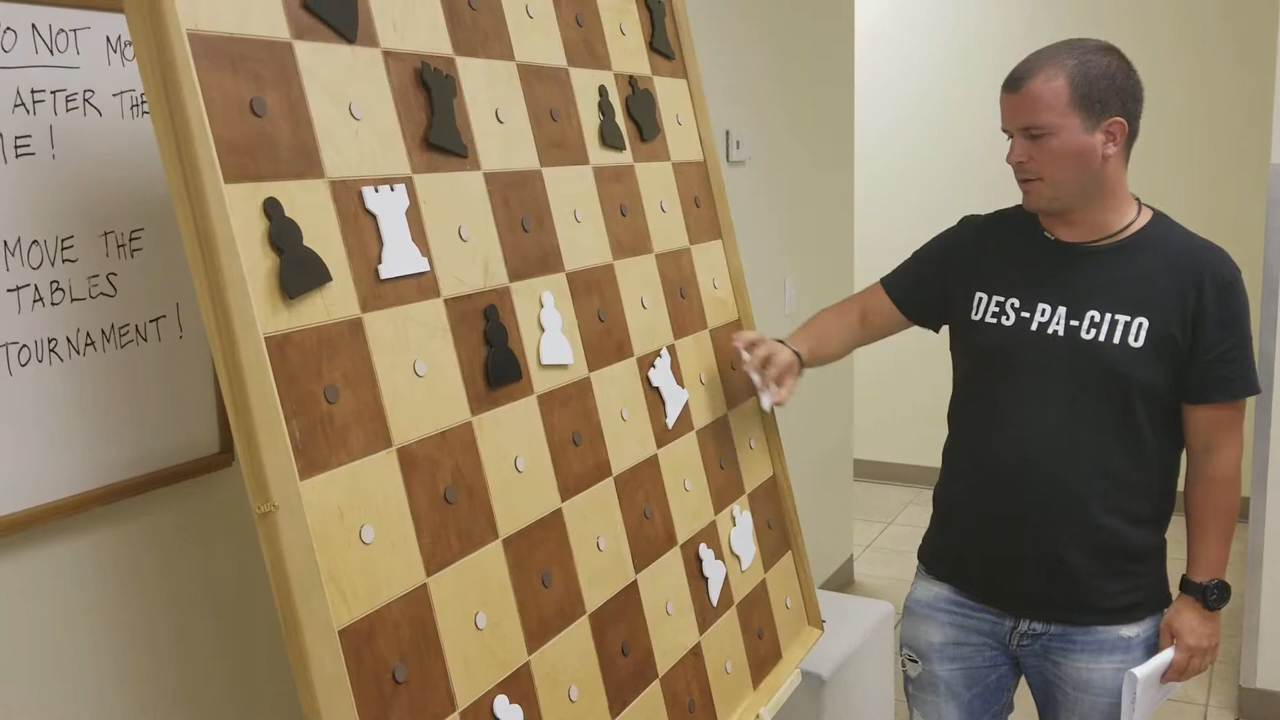 O NOT MO
AFTER THE
E!
MOVE THE
TABLES
TOURNAMENT!
DES-PA-CITO